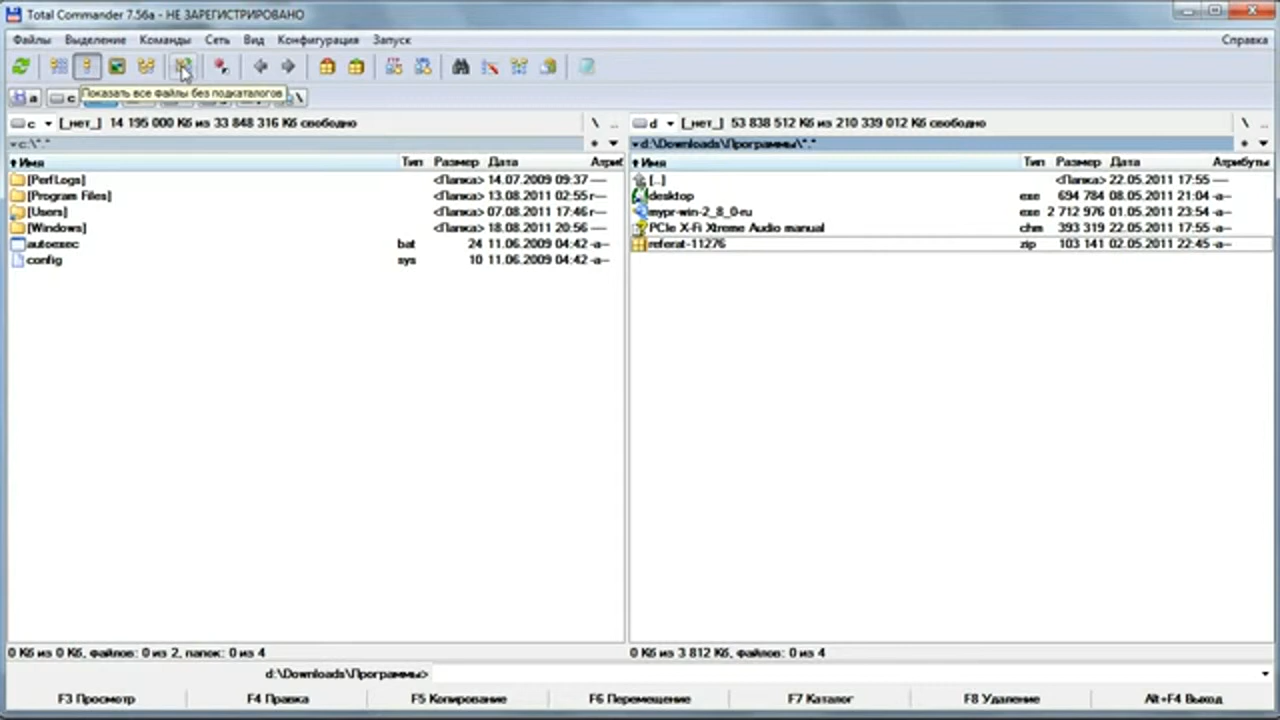 Total Commander 7.56a - НЕ ЗАРЕГИСТРИРОВАНО
Файлы Выделение Команды Сеть Вид Конфигурация Запуск Справка
Показать все файлы без подкаталогов
a c \
c [_нет_] 14 195 000 Кб из 33 848 316 Кб свободно \ ..
d [_нет_] 53 838 512 Кб из 210 339 012 Кб свободно \ ..
c:\*.*
d:\Downloads\Программы\*.*
Имя Тип Размер Дата Атриб
[PerfLogs] <Папка> 14.07.2009 09:37 ----
[Program Files] <Папка> 13.08.2011 02:55 r---
[Users] <Папка> 07.08.2011 17:46 r---
[Windows] <Папка> 18.08.2011 20:56 ----
autoexec bat 24 11.06.2009 04:42 -a--
config sys 10 11.06.2009 04:42 -a--
Имя Тип Размер Дата Атрибуты
[..] <Папка> 22.05.2011 17:55 ----
desktop exe 694 784 08.05.2011 21:04 -a--
mypr-win-2_8_0-ru exe 2 712 976 01.05.2011 23:54 -a--
PCIe X-Fi Xtreme Audio manual chm 393 319 22.05.2011 17:55 -a--
referat-11276 zip 103 141 02.05.2011 22:45 -a--
0 Кб из 0 Кб, файлов: 0 из 2, папок: 0 из 4
0 Кб из 3 812 Кб, файлов: 0 из 4
d:\Downloads\Программы>
F3 Просмотр F4 Правка F5 Копирование F6 Перемещение F7 Каталог F8 Удаление Alt+F4 Выход